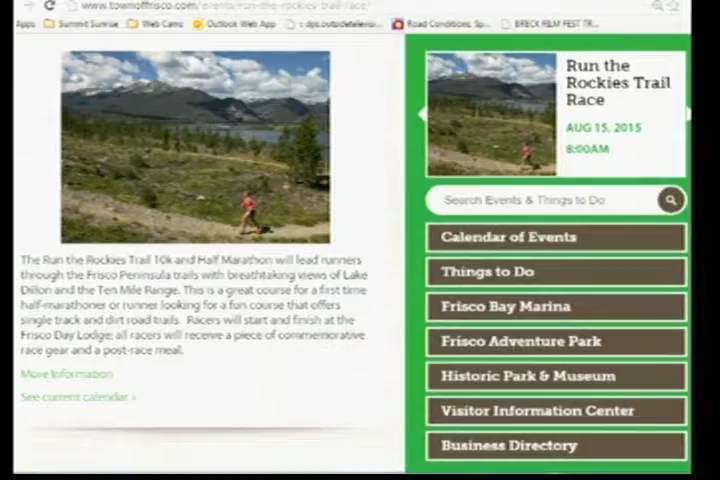 www.townoffrisco.com/events/run-the-rockies-trail-race/
Apps Summit Sunrise Web Cams Outlook Web App Road Conditions, Sp... BRECK FILM FEST TR...
Run the
Rockies Trail
Race
AUG 15, 2015
8:00AM
Search Events & Things to Do
Calendar of Events
Things to Do
Frisco Bay Marina
Frisco Adventure Park
Historic Park & Museum
Visitor Information Center
Business Directory
The Run the Rockies Trail 10k and Half Marathon will lead runners
through the Frisco Peninsula trails with breathtaking views of Lake
Dillon and the Ten Mile Range. This is a great course for a first time
half-marathoner or runner looking for a fun course that offers
single track and dirt road trails. Racers will start and finish at the
Frisco Day Lodge; all racers will receive a piece of commemorative
race gear and a post-race meal.
More Information
See current calendar »